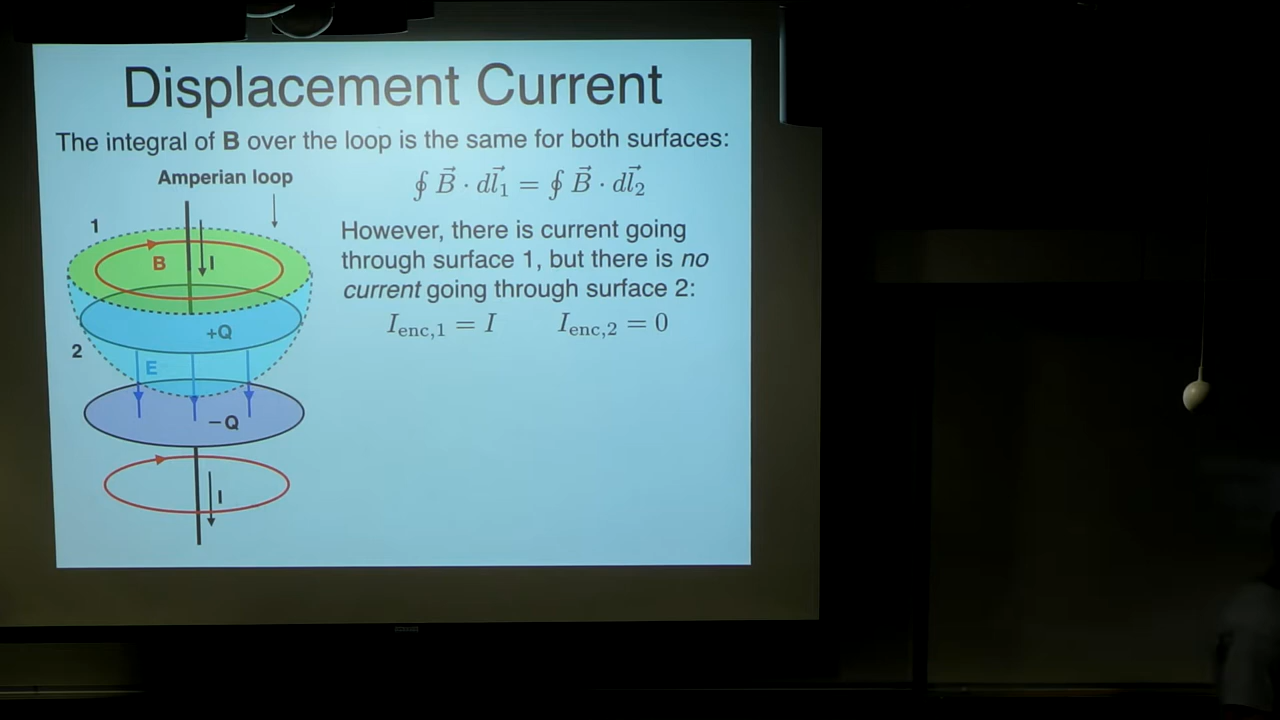 Displacement Current
The integral of B over the loop is the same for both surfaces:
Amperian loop
∮ B⃗ · dl⃗₁ = ∮ B⃗ · dl⃗₂
1
However, there is current going
through surface 1, but there is no
current going through surface 2:
B
I
I_enc,1 = I I_enc,2 = 0
+Q
2
E
−Q
I